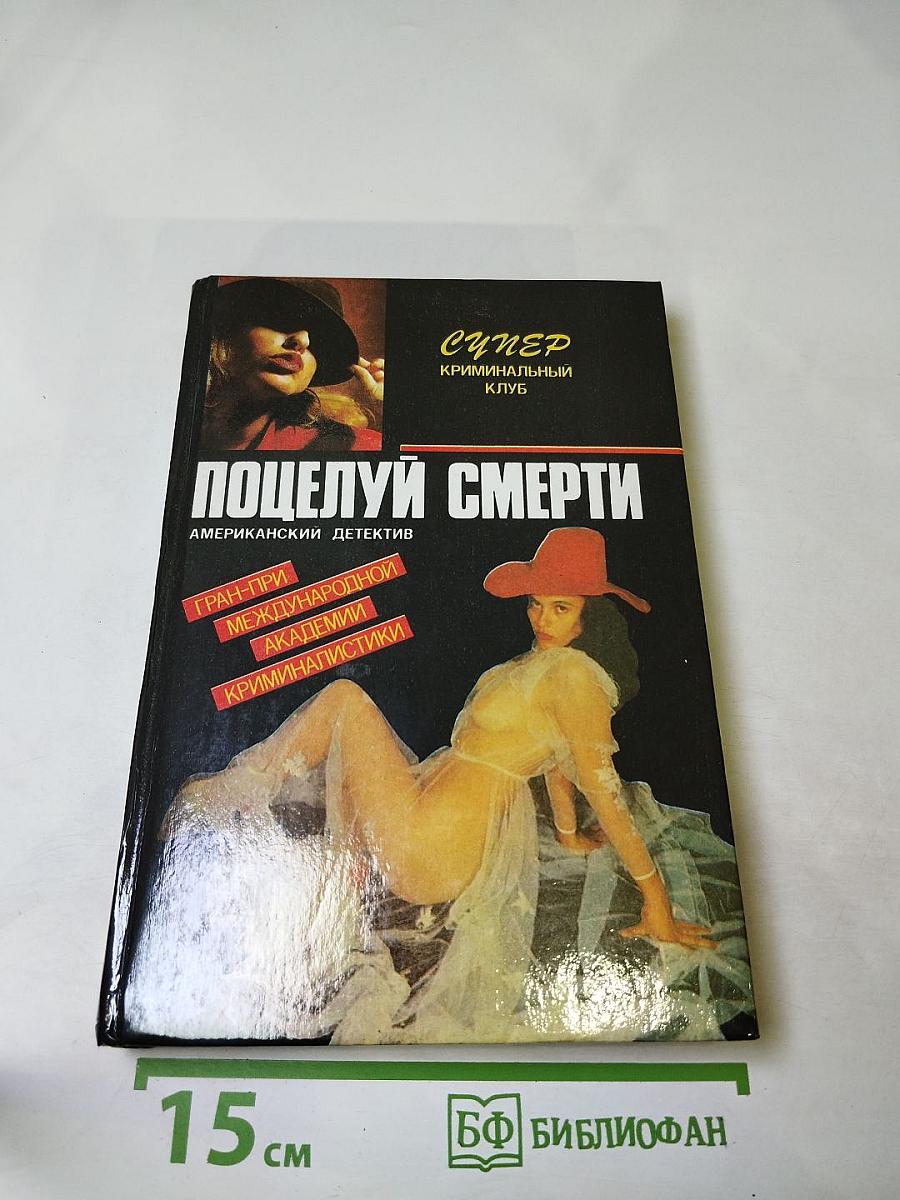 СУПЕР
КРИМИНАЛЬНЫЙ
КЛУБ
ПОЦЕЛУЙ СМЕРТИ
АМЕРИКАНСКИЙ ДЕТЕКТИВ
ГРАН-ПРИ
МЕЖДУНАРОДНОЙ
АКАДЕМИИ
КРИМИНАЛИСТИКИ
15 см
БФ БИБЛИОФАН